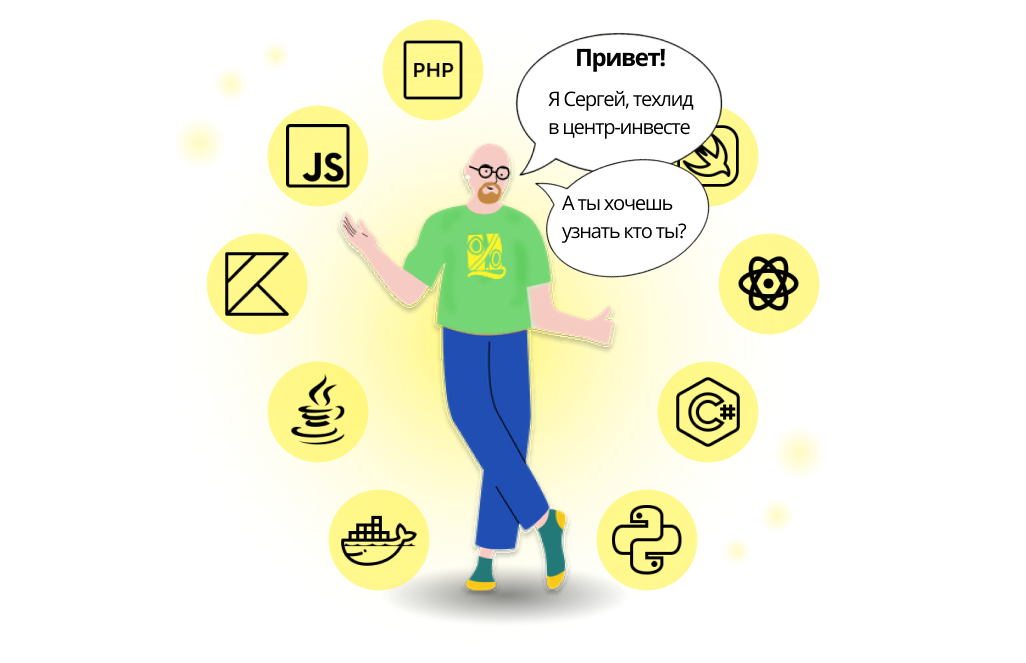 PHP
Привет!
Я Сергей, техлид
в центр-инвесте
JS
А ты хочешь
узнать кто ты?
C#